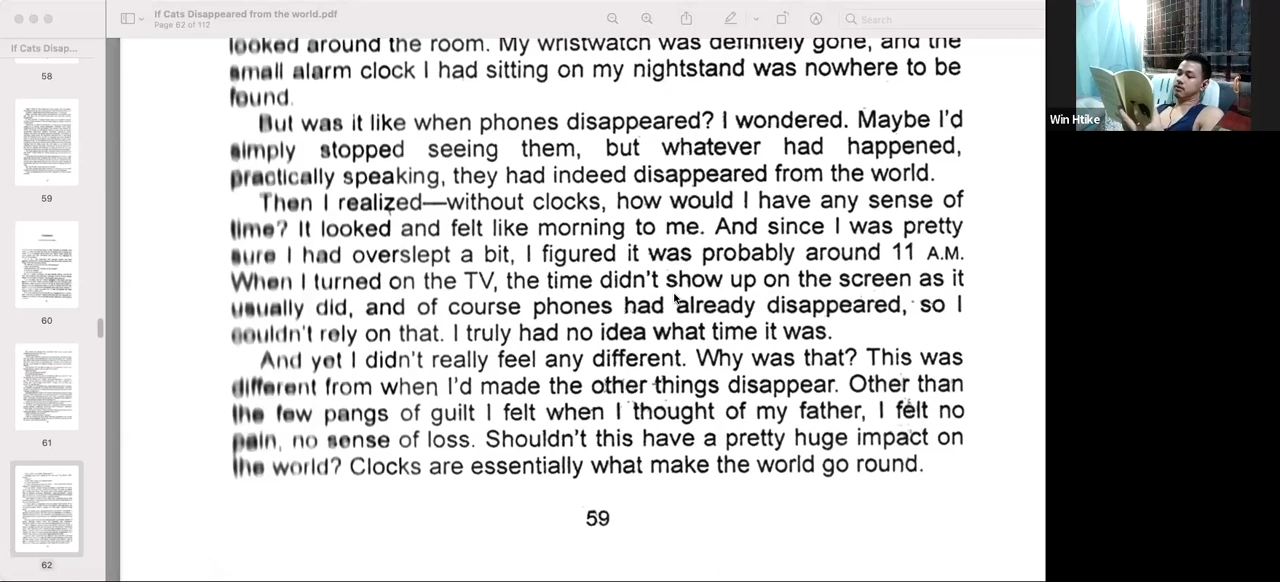 If Cats Disappeared from the world.pdf
Page 62 of 112
Search
If Cats Disap...
58
59
60
61
62
looked around the room. My wristwatch was definitely gone, and the
small alarm clock I had sitting on my nightstand was nowhere to be
found.
But was it like when phones disappeared? I wondered. Maybe I'd
simply stopped seeing them, but whatever had happened,
practically speaking, they had indeed disappeared from the world.
Then I realized—without clocks, how would I have any sense of
time? It looked and felt like morning to me. And since I was pretty
sure I had overslept a bit, I figured it was probably around 11 A.M.
When I turned on the TV, the time didn't show up on the screen as it
usually did, and of course phones had already disappeared, so I
couldn't rely on that. I truly had no idea what time it was.
And yet I didn't really feel any different. Why was that? This was
different from when I'd made the other things disappear. Other than
the few pangs of guilt I felt when I thought of my father, I felt no
pain, no sense of loss. Shouldn't this have a pretty huge impact on
the world? Clocks are essentially what make the world go round.
59
Win Htike